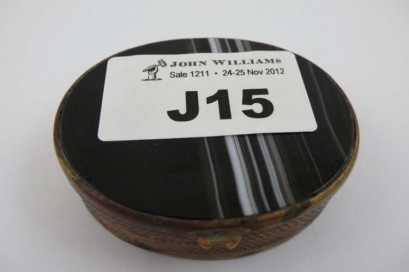 JOHN WILLIAMS
Sale 1211 • 24-25 Nov 2012
J15